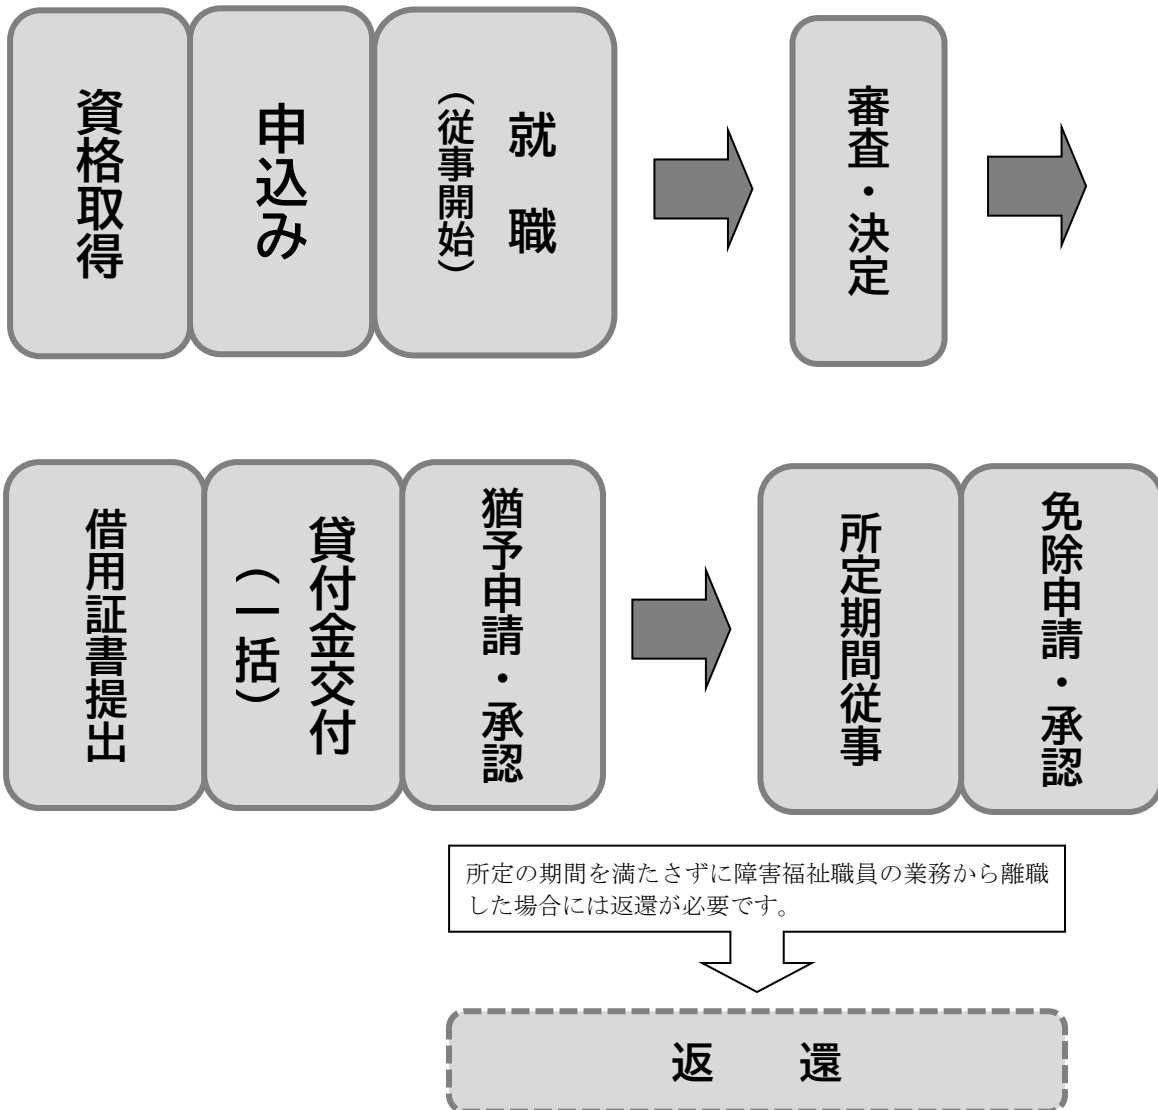 資格取得
申込み
就職
（従事開始）
審査・決定
借用証書提出
貸付金交付
（一括）
猶予申請・承認
所定期間従事
免除申請・承認
所定の期間を満たさずに障害福祉職員の業務から離職
した場合には返還が必要です。
返　還